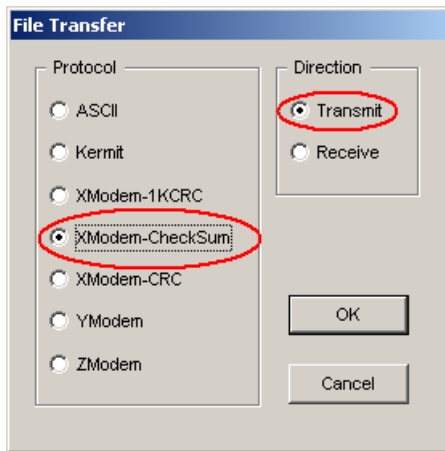 File Transfer
Protocol
ASCII
Kermit
XModem-1KCRC
XModem-CheckSum
XModem-CRC
YModem
ZModem
Direction
Transmit
Receive
OK
Cancel